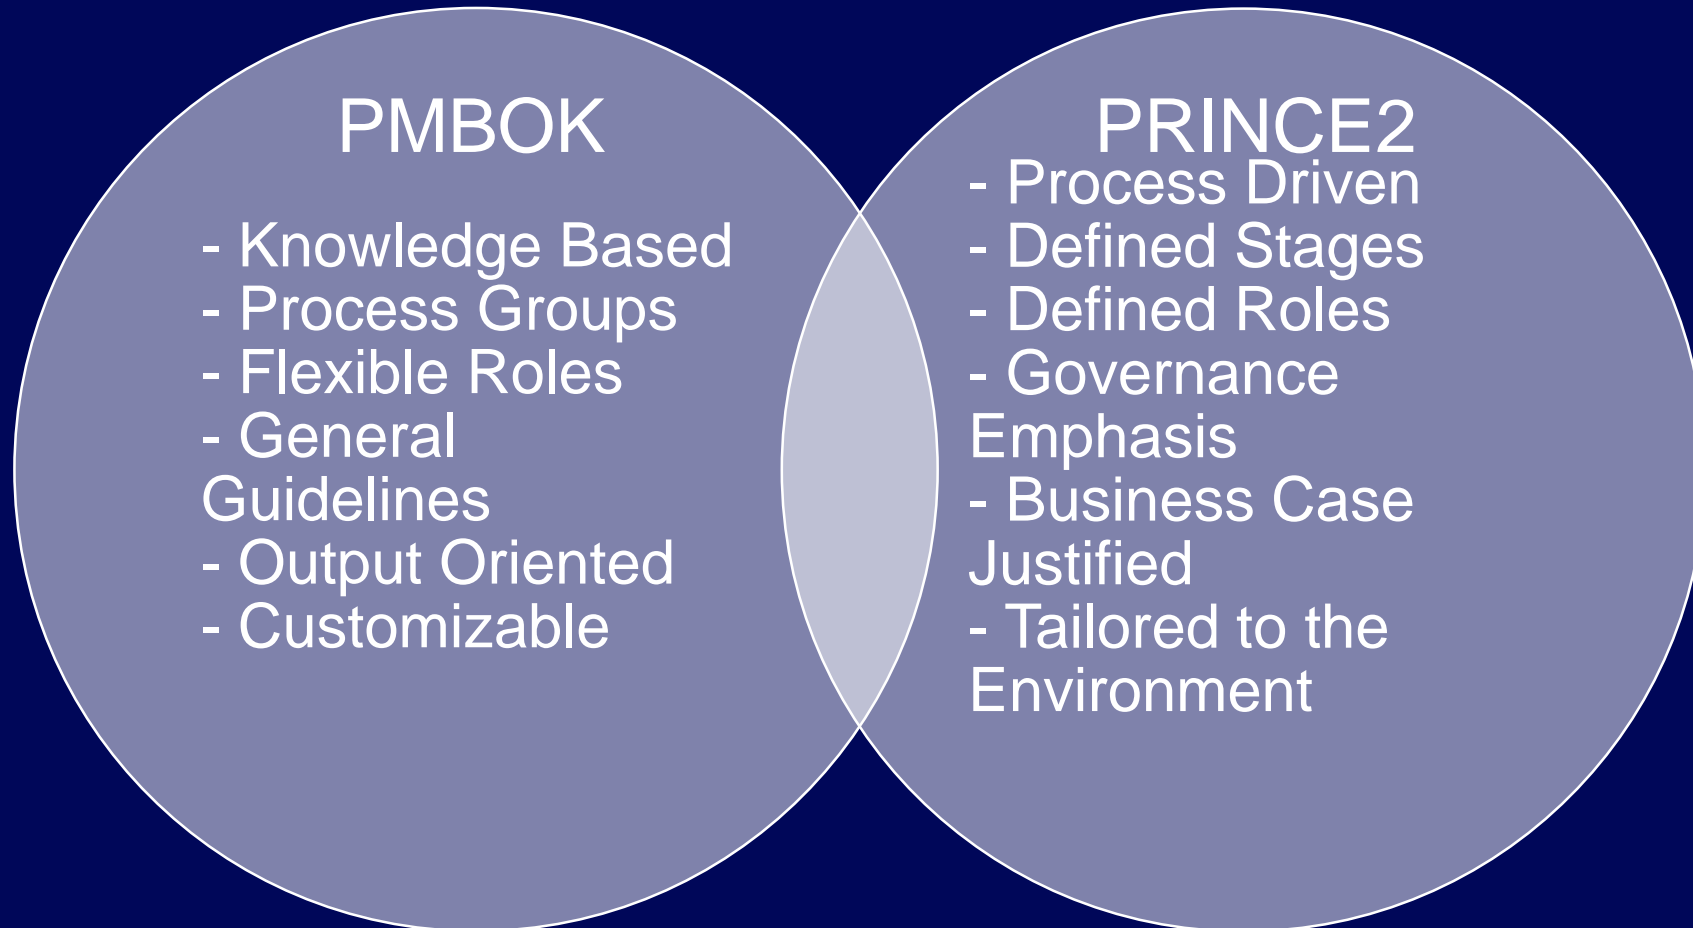 PMBOK
- Knowledge Based
- Process Groups
- Flexible Roles
- General
Guidelines
- Output Oriented
- Customizable
PRINCE2
- Process Driven
- Defined Stages
- Defined Roles
- Governance
Emphasis
- Business Case
Justified
- Tailored to the
Environment